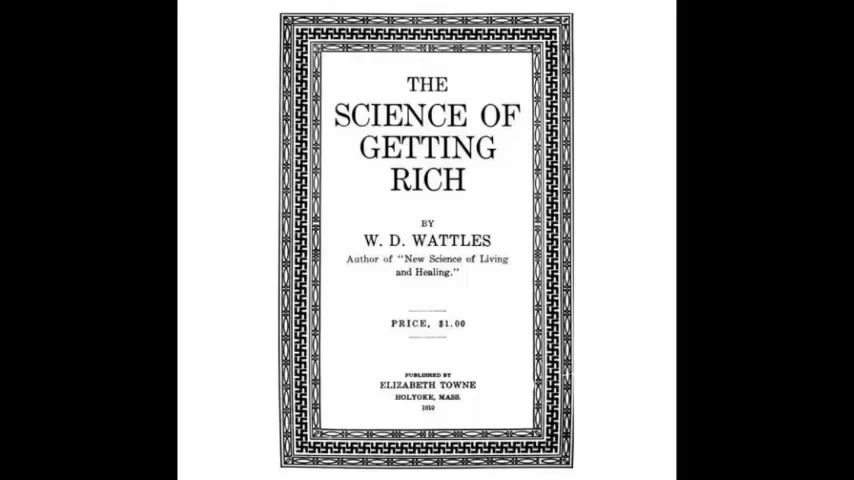 THE
SCIENCE OF
GETTING
RICH
BY
W. D. WATTLES
Author of "New Science of Living
and Healing."
PRICE, $1.00
PUBLISHED BY
ELIZABETH TOWNE
HOLYOKE, MASS.
1910